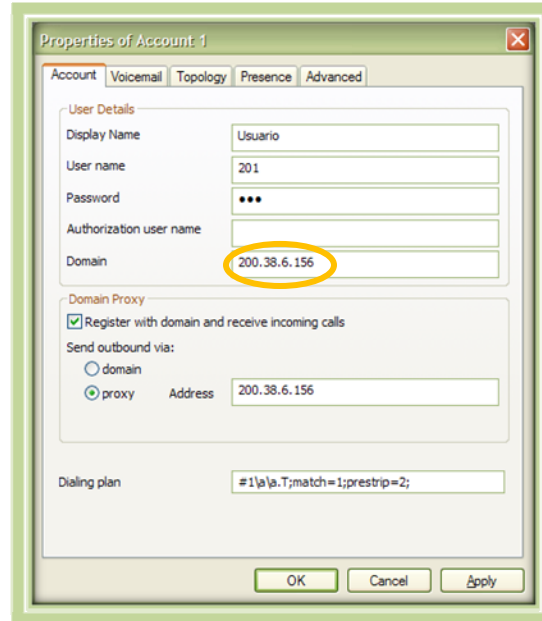 Properties of Account 1
Account Voicemail Topology Presence Advanced
User Details
Display Name Usuario
User name 201
Password •••
Authorization user name
Domain 200.38.6.156
Domain Proxy
Register with domain and receive incoming calls
Send outbound via:
domain
proxy Address 200.38.6.156
Dialing plan #1\a\a.T;match=1;prestrip=2;
OK Cancel Apply